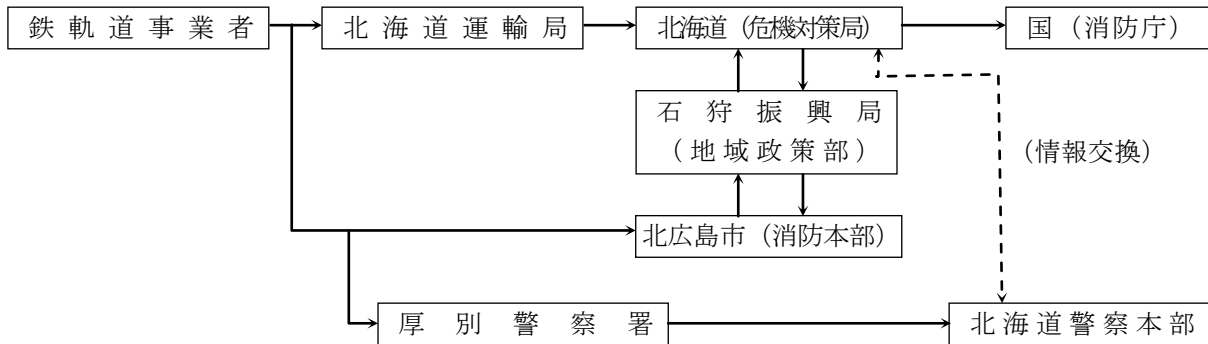 鉄軌道事業者
北海道運輸局
北海道（危機対策局）
国（消防庁）
石狩振興局
（地域政策部）
（情報交換）
北広島市（消防本部）
厚別警察署
北海道警察本部